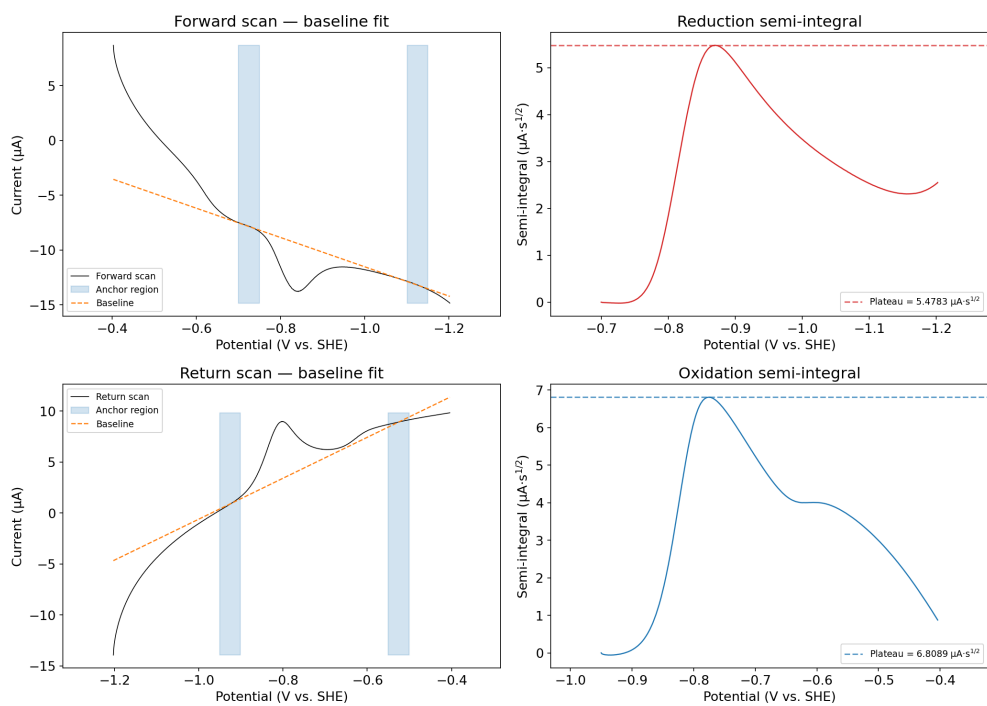 Forward scan — baseline fit
Current (µA)
5
0
−5
−10
−15
Forward scan
Anchor region
Baseline
−0.4
−0.6
−0.8
−1.0
−1.2
Potential (V vs. SHE)
Reduction semi-integral
Semi-integral (µA·s1/2)
5
4
3
2
1
0
Plateau = 5.4783 µA·s1/2
−0.7
−0.8
−0.9
−1.0
−1.1
−1.2
Potential (V vs. SHE)
Return scan — baseline fit
Current (µA)
10
5
0
−5
−10
−15
Return scan
Anchor region
Baseline
−1.2
−1.0
−0.8
−0.6
−0.4
Potential (V vs. SHE)
Oxidation semi-integral
Semi-integral (µA·s1/2)
7
6
5
4
3
2
1
0
Plateau = 6.8089 µA·s1/2
−1.0
−0.9
−0.8
−0.7
−0.6
−0.5
−0.4
Potential (V vs. SHE)